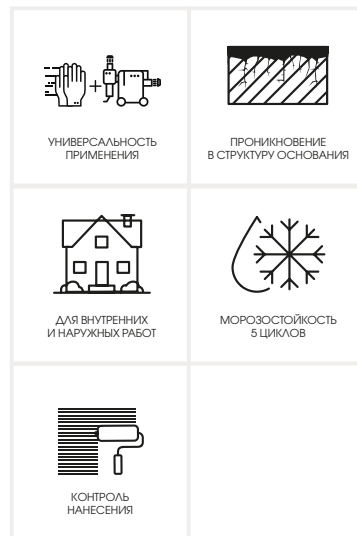 УНИВЕРСАЛЬНОСТЬ
ПРИМЕНЕНИЯ
ПРОНИКНОВЕНИЕ
В СТРУКТУРУ ОСНОВАНИЯ
ДЛЯ ВНУТРЕННИХ
И НАРУЖНЫХ РАБОТ
МОРОЗОСТОЙКОСТЬ
5 ЦИКЛОВ
КОНТРОЛЬ
НАНЕСЕНИЯ